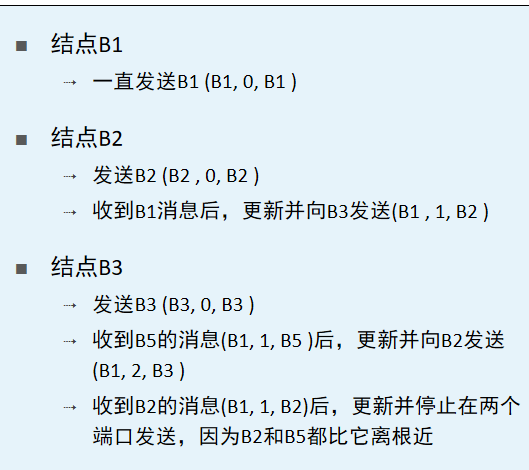 ■ 结点B1
→ 一直发送B1 (B1, 0, B1 )
■ 结点B2
→ 发送B2 (B2 , 0, B2 )
→ 收到B1消息后，更新并向B3发送(B1 , 1, B2 )
■ 结点B3
→ 发送B3 (B3, 0, B3 )
→ 收到B5的消息(B1, 1, B5 )后，更新并向B2发送
(B1, 2, B3 )
→ 收到B2的消息(B1, 1, B2)后，更新并停止在两个
端口发送，因为B2和B5都比它离根近